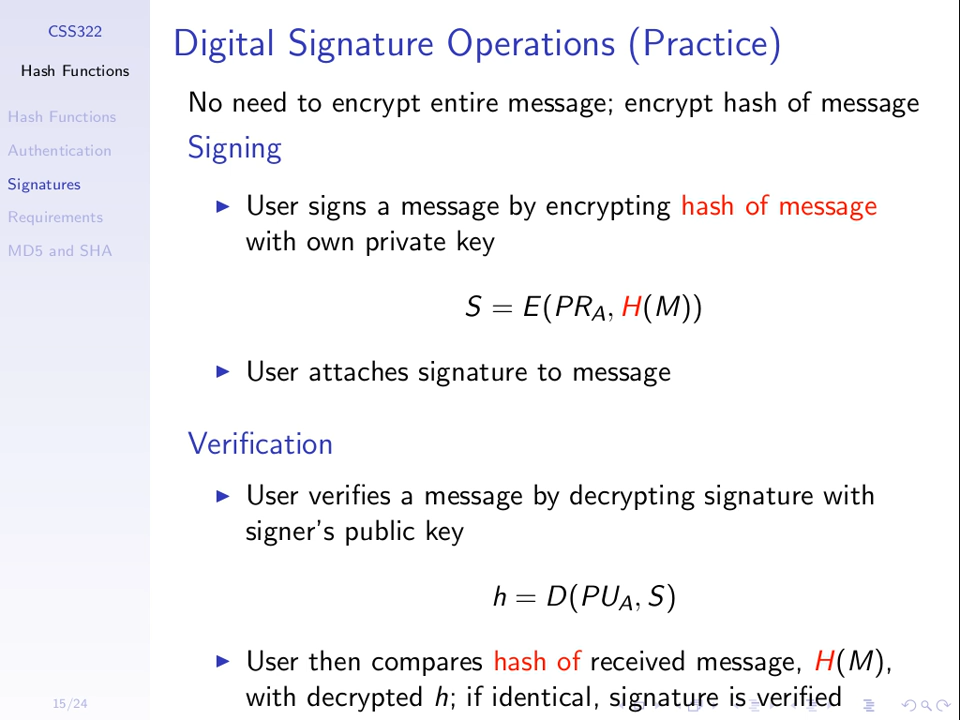 CSS322
Hash Functions
Hash Functions
Authentication
Signatures
Requirements
MD5 and SHA
15/24
Digital Signature Operations (Practice)
No need to encrypt entire message; encrypt hash of message
Signing
► User signs a message by encrypting hash of message
with own private key
S = E(PR_A, H(M))
► User attaches signature to message
Verification
► User verifies a message by decrypting signature with
signer's public key
h = D(PU_A, S)
► User then compares hash of received message, H(M),
with decrypted h; if identical, signature is verified